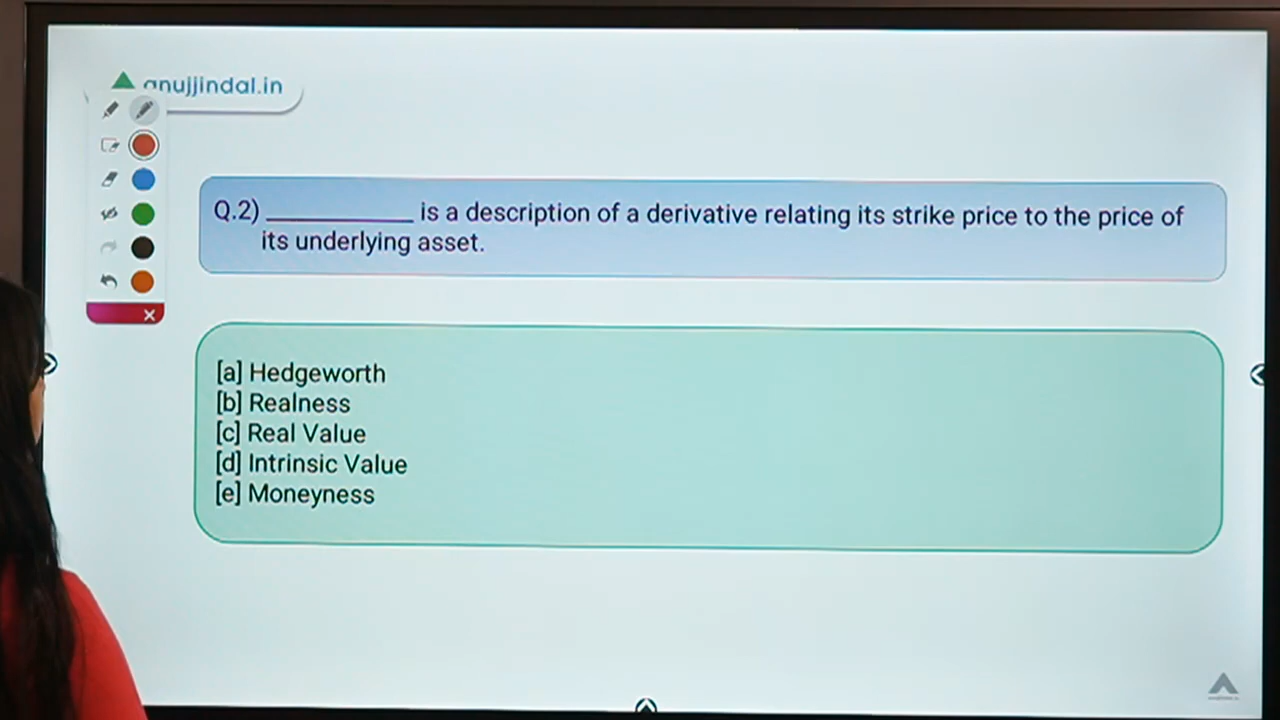 anujjindal.in
Q.2) __________ is a description of a derivative relating its strike price to the price of
its underlying asset.
[a] Hedgeworth
[b] Realness
[c] Real Value
[d] Intrinsic Value
[e] Moneyness